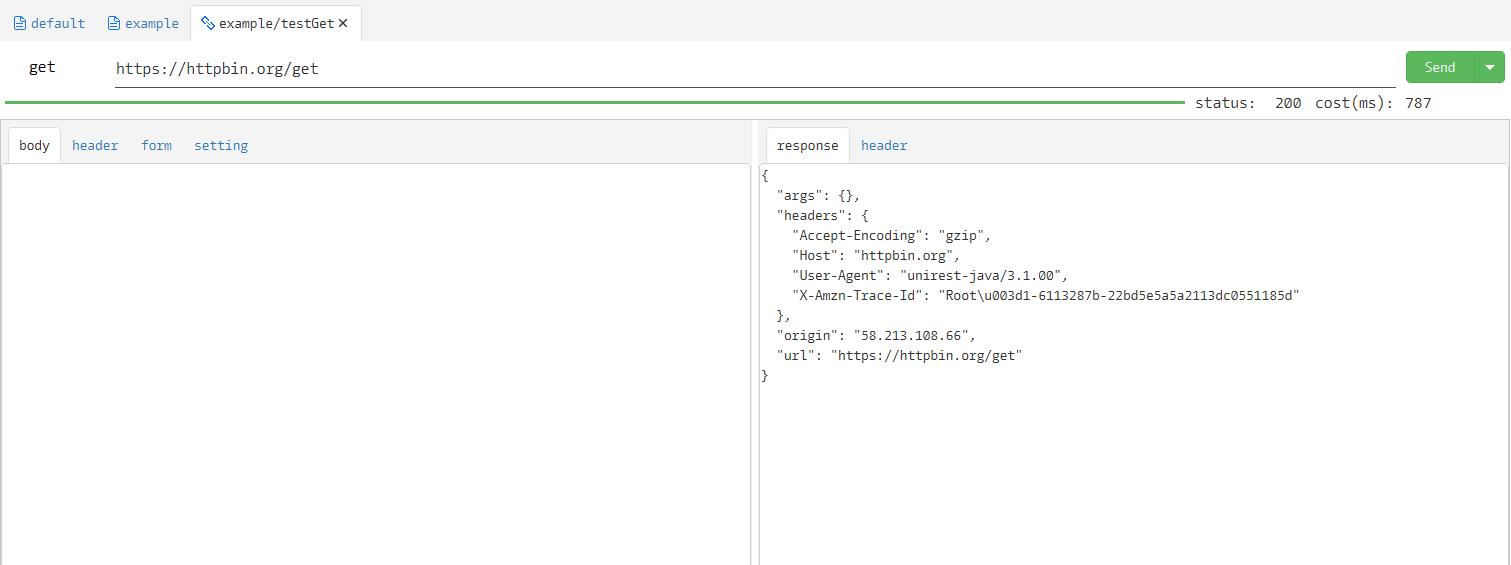 default example example/testGet
get https://httpbin.org/get Send
status: 200 cost(ms): 787
body header form setting
response header
{
  "args": {},
  "headers": {
    "Accept-Encoding": "gzip",
    "Host": "httpbin.org",
    "User-Agent": "unirest-java/3.1.00",
    "X-Amzn-Trace-Id": "Root\u003d1-6113287b-22bd5e5a5a2113dc0551185d"
  },
  "origin": "58.213.108.66",
  "url": "https://httpbin.org/get"
}